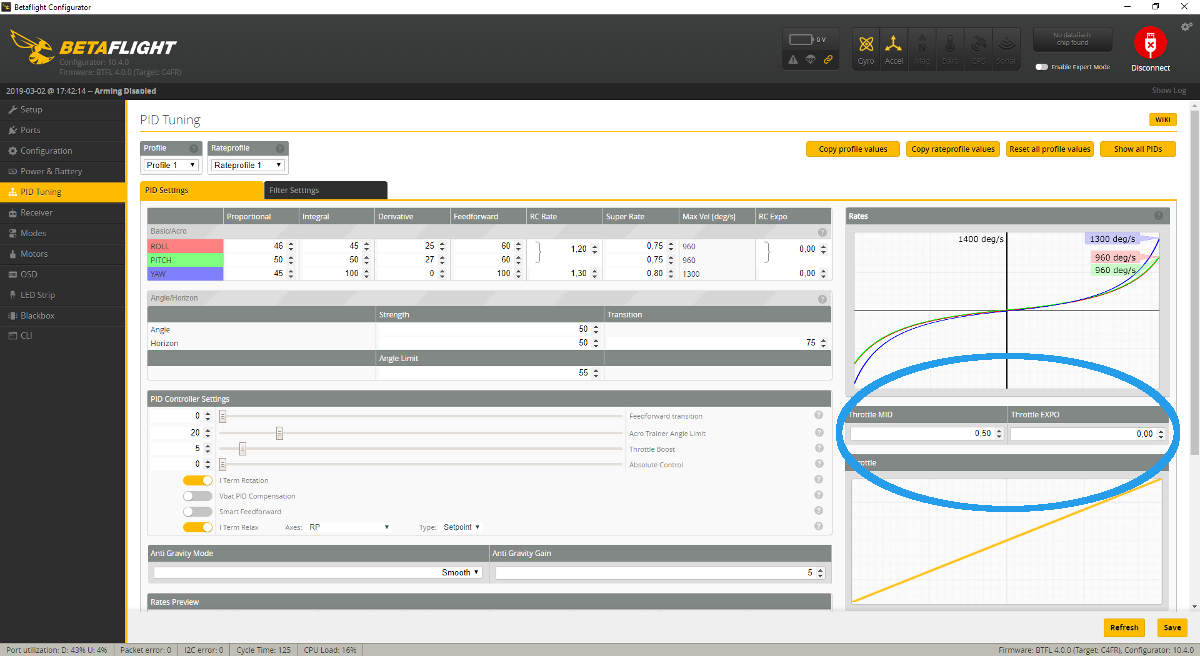 Betaflight Configurator
BETAFLIGHT
Configurator: 10.4.0
Firmware: BTFL 4.0.0 (Target: C4FR)
0 V
Gyro Accel Mag Baro GPS Sonar
No dataflash
chip found
Enable Expert Mode
Disconnect
2019-03-02 @ 17:42:14 -- Arming Disabled
Show Log
Setup
Ports
Configuration
Power & Battery
PID Tuning
Receiver
Modes
Motors
OSD
LED Strip
Blackbox
CLI
PID Tuning
WIKI
Profile Rateprofile
Profile 1 Rateprofile 1
Copy profile values Copy rateprofile values Reset all profile values Show all PIDs
PID Settings Filter Settings
Proportional Integral Derivative Feedforward RC Rate Super Rate Max Vel [deg/s] RC Expo
Basic/Acro
ROLL 46 45 25 60 1,20 0,75 960 0,00
PITCH 50 50 27 60 0,75 960
YAW 45 100 0 100 1,30 0,80 1300 0,00
Angle/Horizon
Strength Transition
Angle 50
Horizon 50 75
Angle Limit
55
PID Controller Settings
0 Feedforward transition
20 Acro Trainer Angle Limit
5 Throttle Boost
0 Absolute Control
I Term Rotation
Vbat PID Compensation
Smart Feedforward
I Term Relax Axes: RP Type: Setpoint
Anti Gravity Mode Anti Gravity Gain
Smooth 5
Rates Preview
Rates
1400 deg/s
1300 deg/s
960 deg/s
960 deg/s
Throttle MID Throttle EXPO
0,50 0,00
Throttle
Refresh Save
Port utilization: D: 43% U: 4% Packet error: 0 I2C error: 0 Cycle Time: 125 CPU Load: 16%
Firmware: BTFL 4.0.0 (Target: C4FR), Configurator: 10.4.0